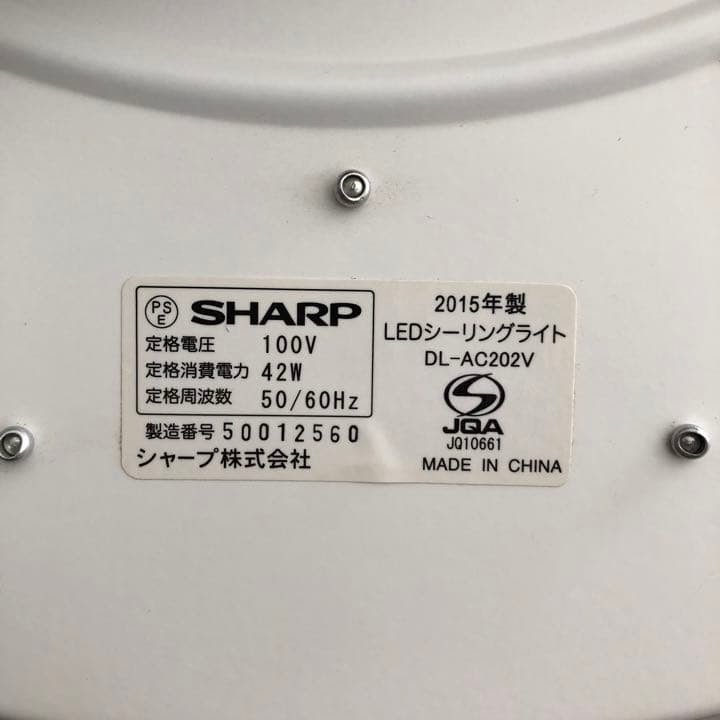 PS
E
SHARP
定格電圧 100V
定格消費電力 42W
定格周波数 50/60Hz
製造番号 50012560
シャープ株式会社
2015年製
LEDシーリングライト
DL-AC202V
S
JQA
JQ10661
MADE IN CHINA